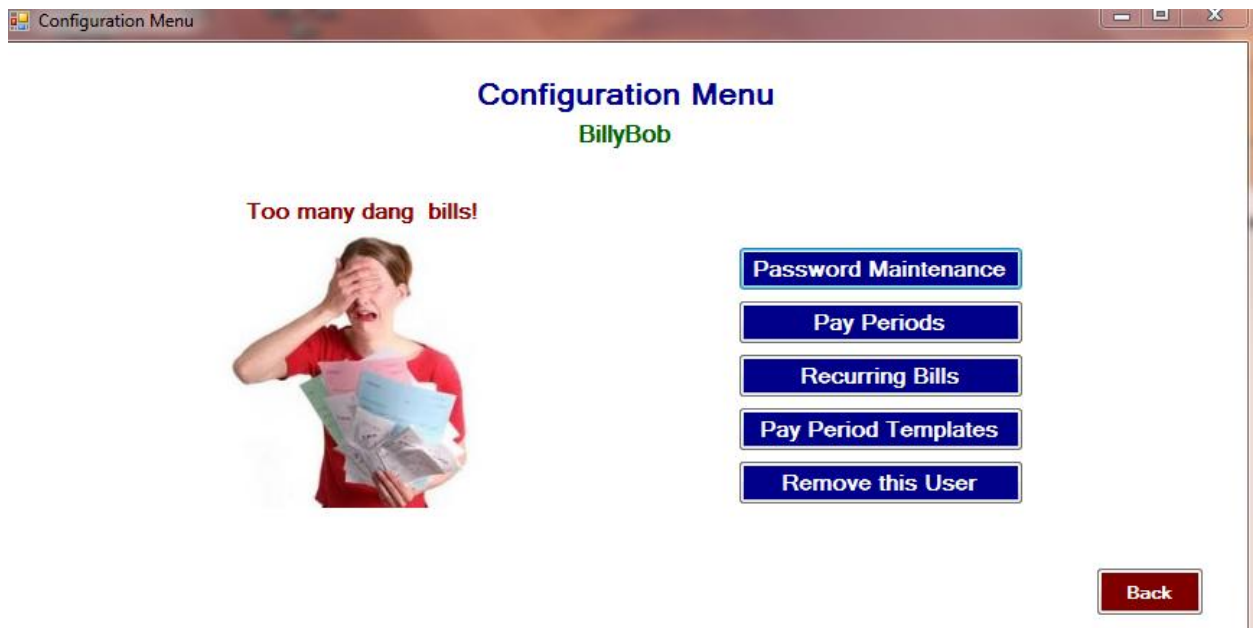 Configuration Menu
Configuration Menu
BillyBob
Too many dang  bills!
Password Maintenance
Pay Periods
Recurring Bills
Pay Period Templates
Remove this User
Back